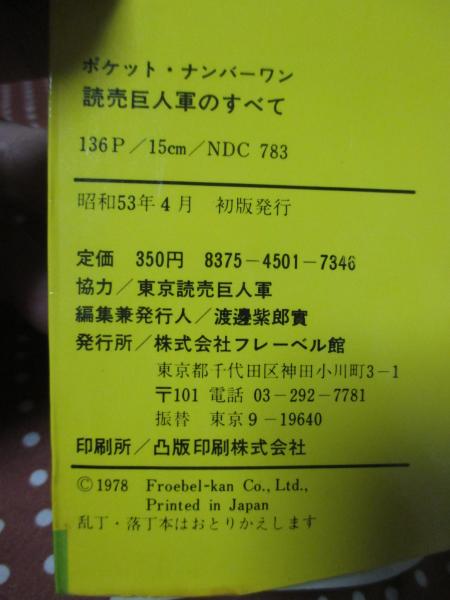 ポケット・ナンバーワン
読売巨人軍のすべて
136P／15cm／NDC 783
昭和53年4月 初版発行
定価 350円 8375−4501−7346
協力／東京読売巨人軍
編集兼発行人／渡邊紫郎實
発行所／株式会社フレーベル館
東京都千代田区神田小川町3−1
〒101 電話 03−292−7781
振替 東京9−19640
印刷所／凸版印刷株式会社
©1978 Froebel-kan Co., Ltd.,
Printed in Japan
乱丁・落丁本はおとりかえします